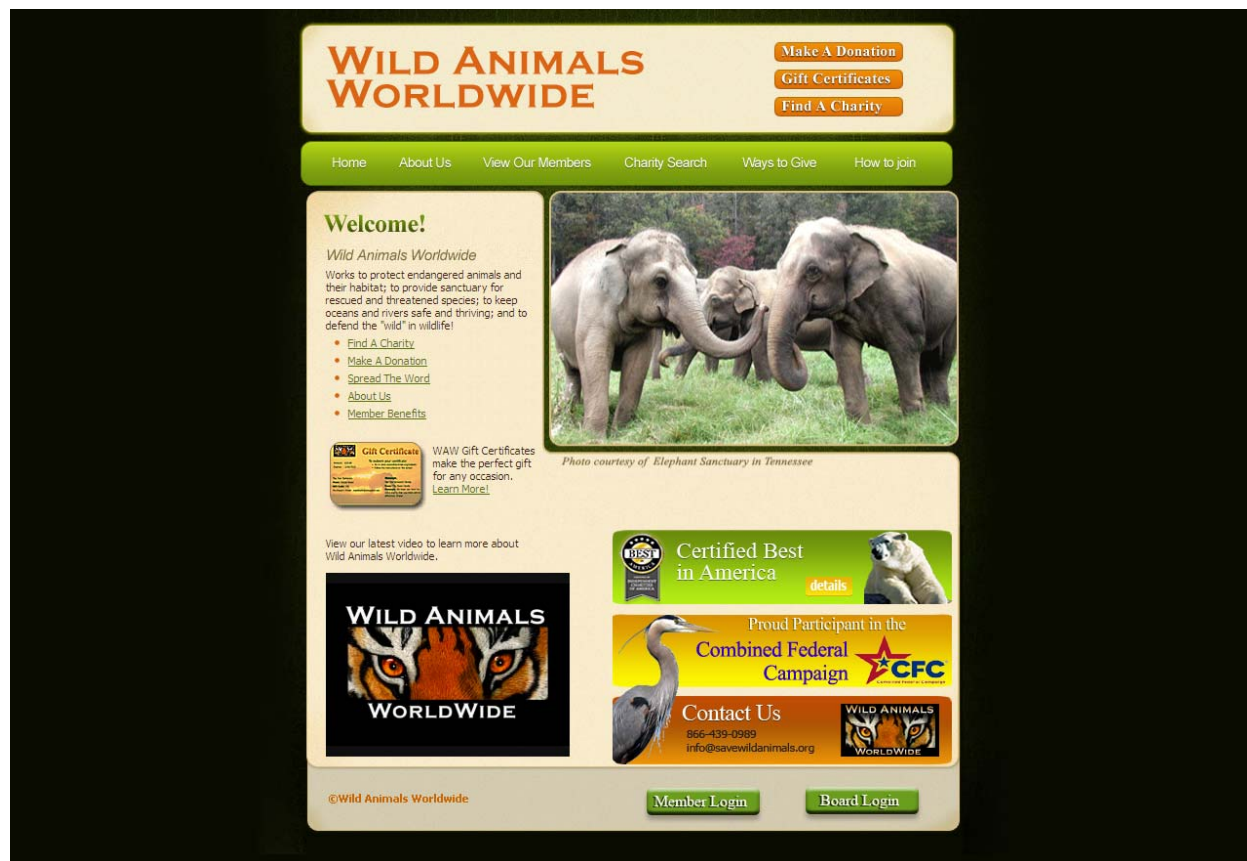 WILD ANIMALS
WORLDWIDE
Make A Donation
Gift Certificates
Find A Charity
Home
About Us
View Our Members
Charity Search
Ways to Give
How to join
Welcome!
Wild Animals Worldwide
Works to protect endangered animals and
their habitat; to provide sanctuary for
rescued and threatened species; to keep
oceans and rivers safe and thriving; and to
defend the "wild" in wildlife!
Find A Charity
Make A Donation
Spread The Word
About Us
Member Benefits
Gift Certificate
WAW Gift Certificates
make the perfect gift
for any occasion.
Learn More!
Photo courtesy of Elephant Sanctuary in Tennessee
View our latest video to learn more about
Wild Animals Worldwide.
WILD ANIMALS
WORLDWIDE
BEST
AMERICA
Certified Best
in America
details
Proud Participant in the
Combined Federal
Campaign
CFC
Contact Us
866-439-0989
info@savewildanimals.org
WILD ANIMALS
WORLDWIDE
©Wild Animals Worldwide
Member Login
Board Login